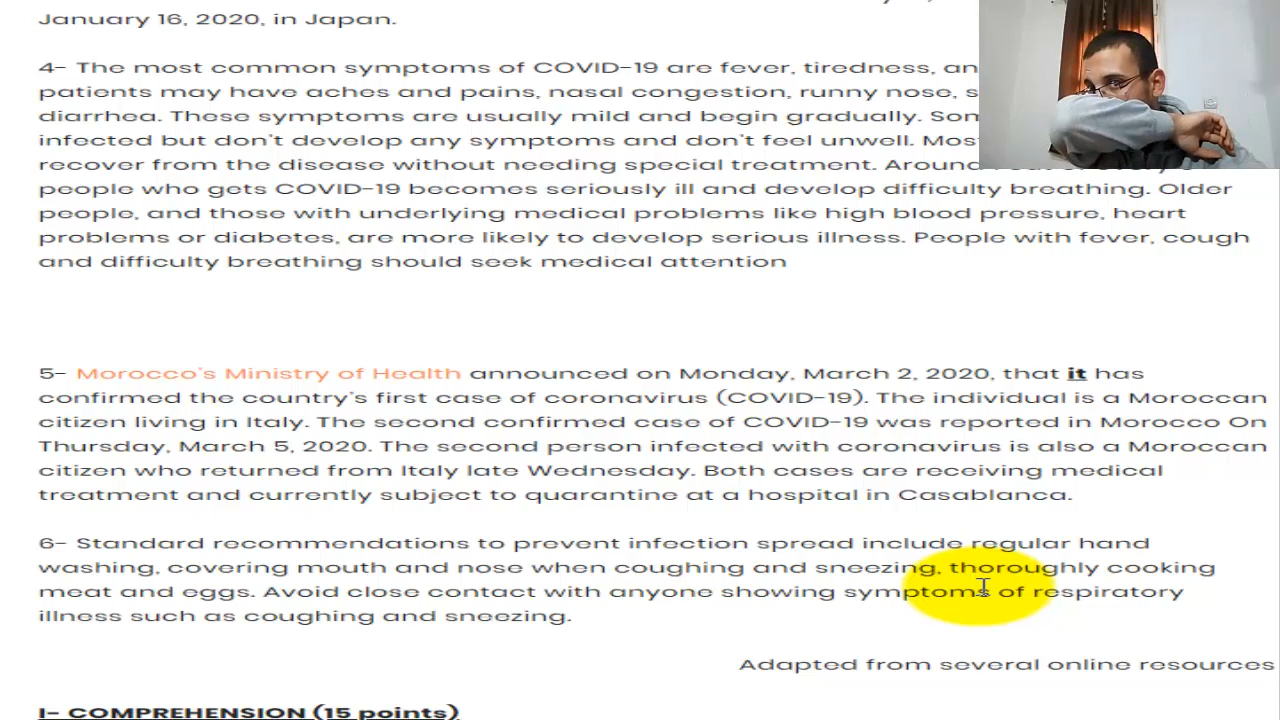 January 16, 2020, in Japan.
4- The most common symptoms of COVID-19 are fever, tiredness, an
patients may have aches and pains, nasal congestion, runny nose, s
diarrhea. These symptoms are usually mild and begin gradually. Som
infected but don't develop any symptoms and don't feel unwell. Most
recover from the disease without needing special treatment. Around
people who gets COVID-19 becomes seriously ill and develop difficulty breathing. Older
people, and those with underlying medical problems like high blood pressure, heart
problems or diabetes, are more likely to develop serious illness. People with fever, cough
and difficulty breathing should seek medical attention
5- Morocco's Ministry of Health announced on Monday, March 2, 2020, that it has
confirmed the country's first case of coronavirus (COVID-19). The individual is a Moroccan
citizen living in Italy. The second confirmed case of COVID-19 was reported in Morocco On
Thursday, March 5, 2020. The second person infected with coronavirus is also a Moroccan
citizen who returned from Italy late Wednesday. Both cases are receiving medical
treatment and currently subject to quarantine at a hospital in Casablanca.
6- Standard recommendations to prevent infection spread include regular hand
washing, covering mouth and nose when coughing and sneezing, thoroughly cooking
meat and eggs. Avoid close contact with anyone showing symptoms of respiratory
illness such as coughing and sneezing.
Adapted from several online resources
I- COMPREHENSION (15 points)